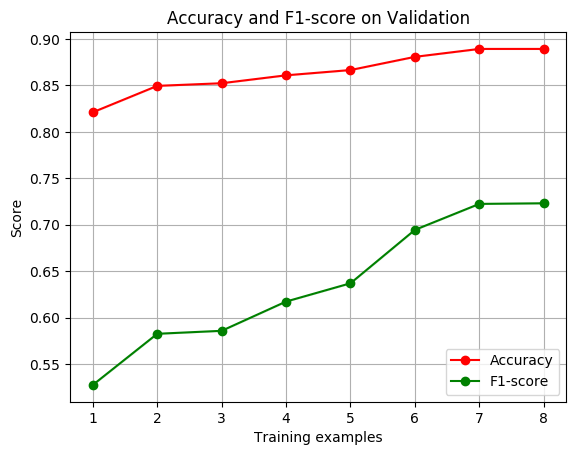 Accuracy and F1-score on Validation
Score
0.90
0.85
0.80
0.75
0.70
0.65
0.60
0.55
Accuracy
F1-score
1 2 3 4 5 6 7 8
Training examples